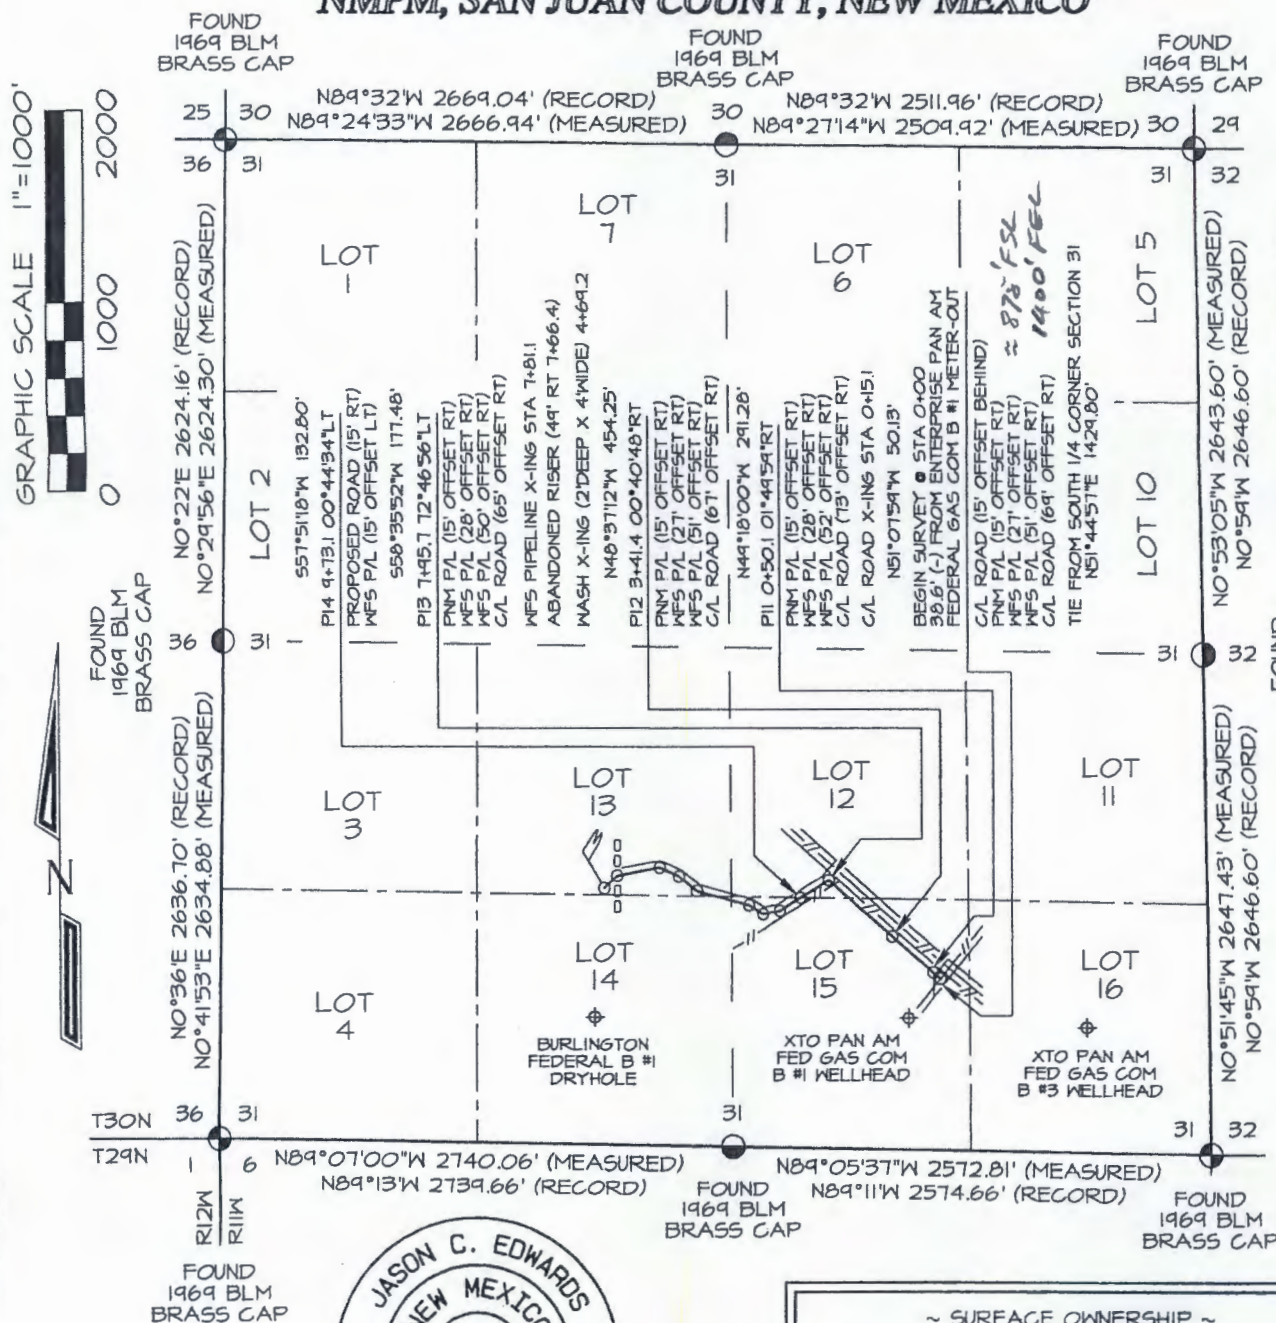 NMPM, SAN JUAN COUNTY, NEW MEXICO
FOUND
1969 BLM
BRASS CAP
FOUND
1969 BLM
BRASS CAP
FOUND
1969 BLM
BRASS CAP
GRAPHIC SCALE 1"=1000'
0 1000 2000
N89°32'W 2669.04' (RECORD)
N89°24'33"W 2666.94' (MEASURED)
N89°32'W 2511.96' (RECORD)
N89°27'14"W 2509.92' (MEASURED)
25 30
36 31
30
31
30 29
31 32
N0°22'E 2624.16' (RECORD)
N0°29'56"E 2624.30' (MEASURED)
LOT
1
LOT
7
LOT
6
LOT 5
LOT 2
LOT 10
S57°51'18"W 132.80'
PI4 9+73.1 00°44'34"LT
PROPOSED ROAD (15' RT)
WFS P/L (15' OFFSET LT)
S58°35'52"W 177.48'
PI3 7+95.7 72°46'56"LT
PNM P/L (15' OFFSET RT)
WFS P/L (28' OFFSET RT)
WFS P/L (50' OFFSET RT)
C/L ROAD (65' OFFSET RT)
WFS PIPELINE X-ING STA 7+81.1
ABANDONED RISER (49' RT 7+66.4)
WASH X-ING (2'DEEP X 4'WIDE) 4+69.2
N48°37'12"W 454.25'
PI2 3+41.4 00°40'48"RT
PNM P/L (15' OFFSET RT)
WFS P/L (27' OFFSET RT)
WFS P/L (51' OFFSET RT)
C/L ROAD (67' OFFSET RT)
N49°18'00"W 291.28'
PI1 0+50.1 01°49'59"RT
PNM P/L (15' OFFSET RT)
WFS P/L (28' OFFSET RT)
WFS P/L (52' OFFSET RT)
C/L ROAD (73' OFFSET RT)
C/L ROAD X-ING STA 0+15.1
N51°07'59"W 50.13'
BEGIN SURVEY @ STA 0+00
38.6' (-) FROM ENTERPRISE PAN AM
FEDERAL GAS COM B #1 METER-OUT
C/L ROAD (15' OFFSET BEHIND)
PNM P/L (15' OFFSET RT)
WFS P/L (27' OFFSET RT)
WFS P/L (51' OFFSET RT)
C/L ROAD (69' OFFSET RT)
TIE FROM SOUTH 1/4 CORNER SECTION 31
N51°44'57"E 1429.80'
≈ 875' FSL
1400' FEL
N0°53'05"W 2643.60' (MEASURED)
N0°59'W 2646.60' (RECORD)
FOUND
1969 BLM
BRASS CAP
36 31
31 32
FOUND
N
N0°36'E 2636.70' (RECORD)
N0°41'53"E 2634.88' (MEASURED)
LOT
3
LOT
13
LOT
12
LOT
11
LOT
4
LOT
14
LOT
15
LOT
16
BURLINGTON
FEDERAL B #1
DRYHOLE
XTO PAN AM
FED GAS COM
B #1 WELLHEAD
XTO PAN AM
FED GAS COM
B #3 WELLHEAD
N0°51'45"W 2647.43' (MEASURED)
N0°59'W 2646.60' (RECORD)
T30N
T29N
36 31
1 6
31
31 32
R12W
R11W
N89°07'00"W 2740.06' (MEASURED)
N89°13'W 2739.66' (RECORD)
N89°05'37"W 2572.81' (MEASURED)
N89°11'W 2574.66' (RECORD)
FOUND
1969 BLM
BRASS CAP
FOUND
1969 BLM
BRASS CAP
FOUND
1969 BLM
BRASS CAP
JASON C. EDWARDS
NEW MEXICO
~ SURFACE OWNERSHIP ~